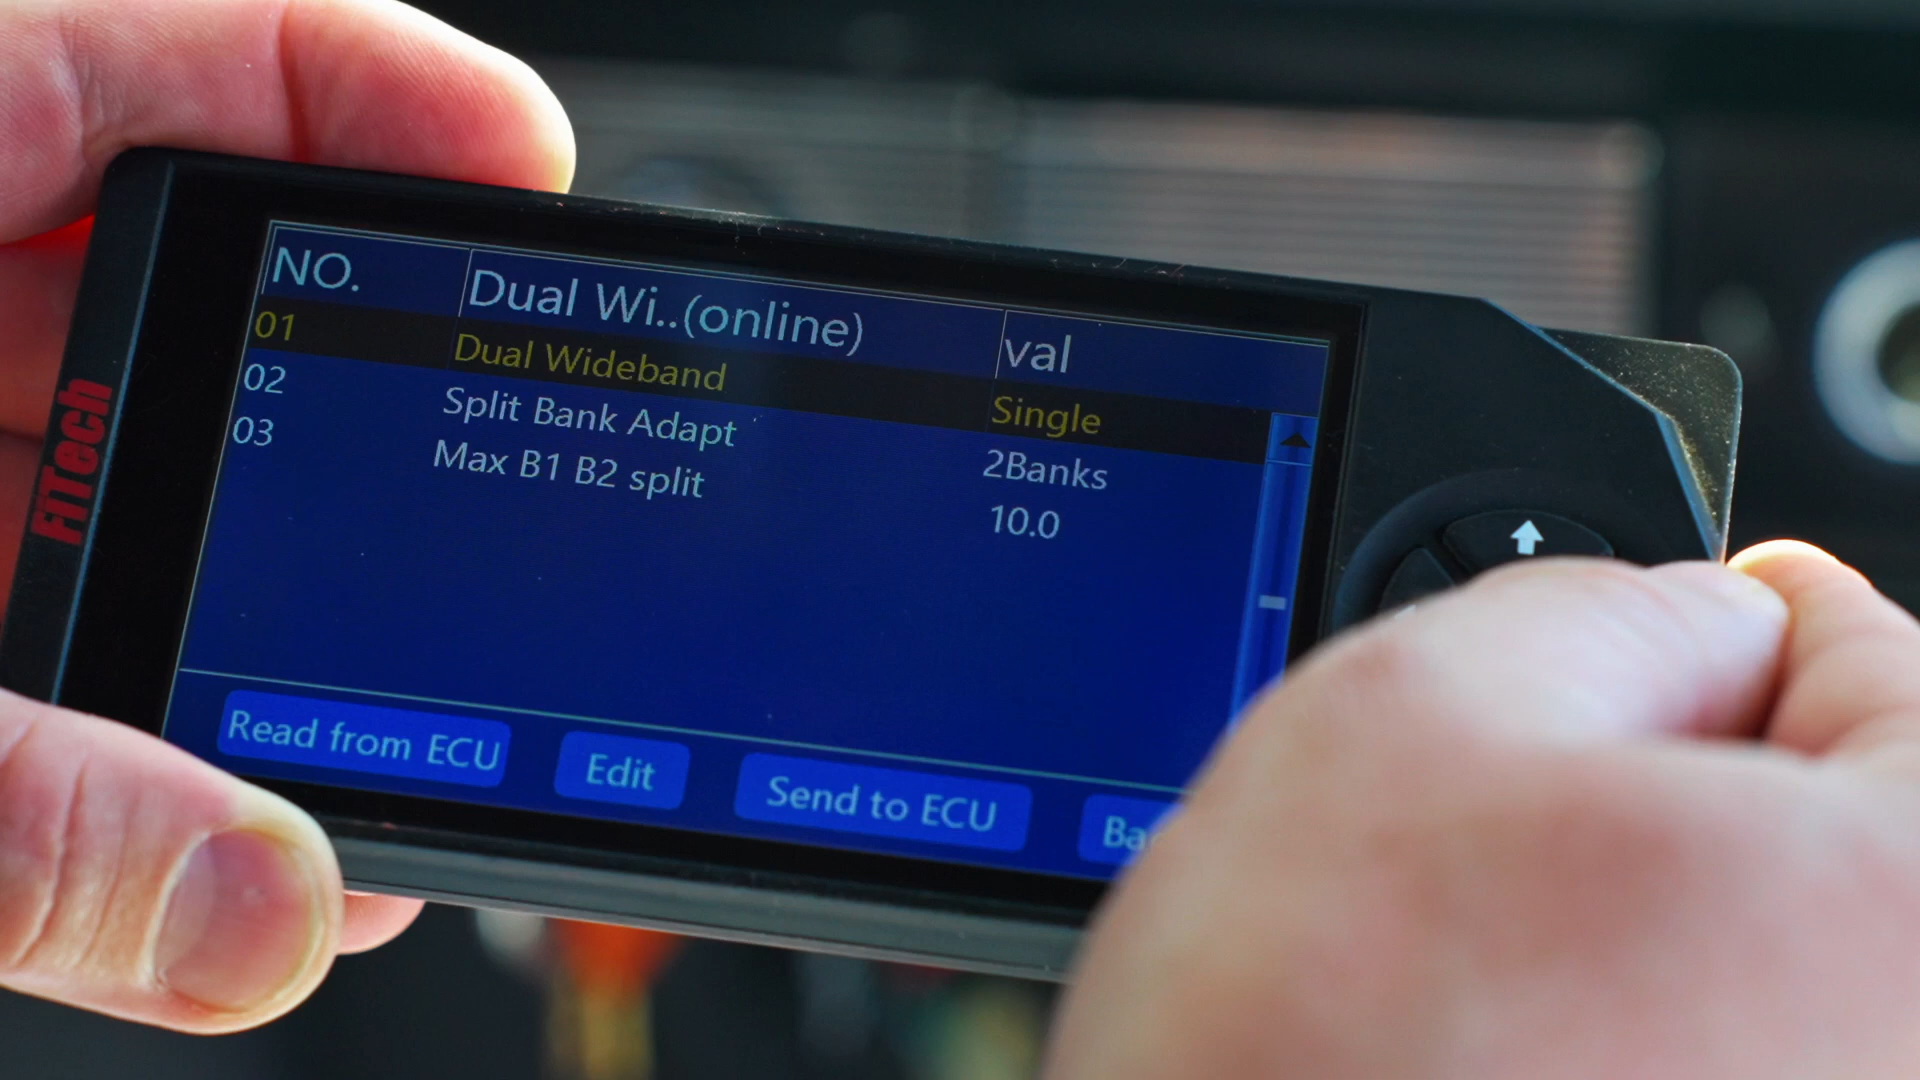 NO. Dual Wi..(online) val
01 Dual Wideband Single
02 Split Bank Adapt 2Banks
03 Max B1 B2 split 10.0
Read from ECU Edit Send to ECU
FiTech